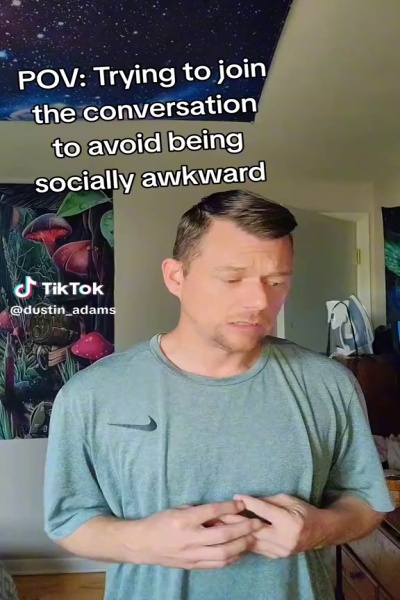 POV: Trying to join
the conversation
to avoid being
socially awkward
TikTok
@dustin_adams